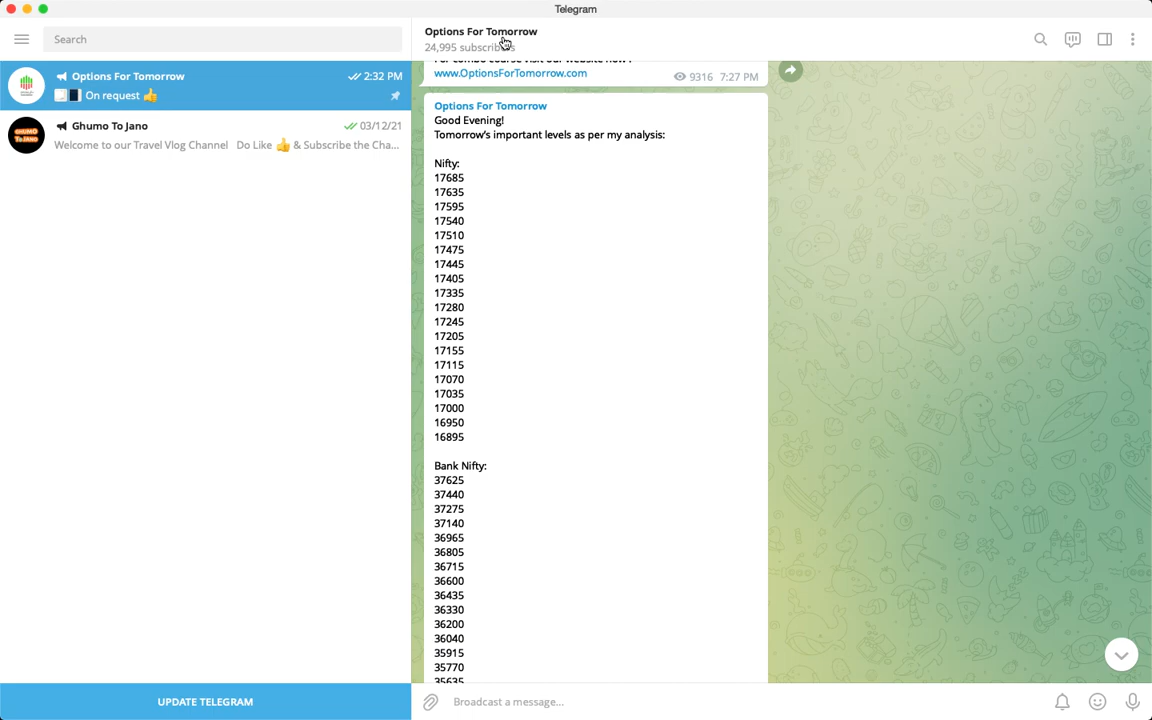 Telegram
Search
Options For Tomorrow
2:32 PM
On request 👍
GHUMO TO JANO
Ghumo To Jano
03/12/21
Welcome to our Travel Vlog Channel Do Like 👍 & Subscribe the Cha...
UPDATE TELEGRAM
Options For Tomorrow
24,995
www.OptionsForTomorrow.com
9316 7:27 PM
Options For Tomorrow
Good Evening!
Tomorrow's important levels as per my analysis:
Nifty:
17685
17635
17595
17540
17510
17475
17445
17405
17335
17280
17245
17205
17155
17115
17070
17035
17000
16950
16895
Bank Nifty:
37625
37440
37275
37140
36965
36805
36715
36600
36435
36330
36200
36040
35915
35770
35635
Broadcast a message...